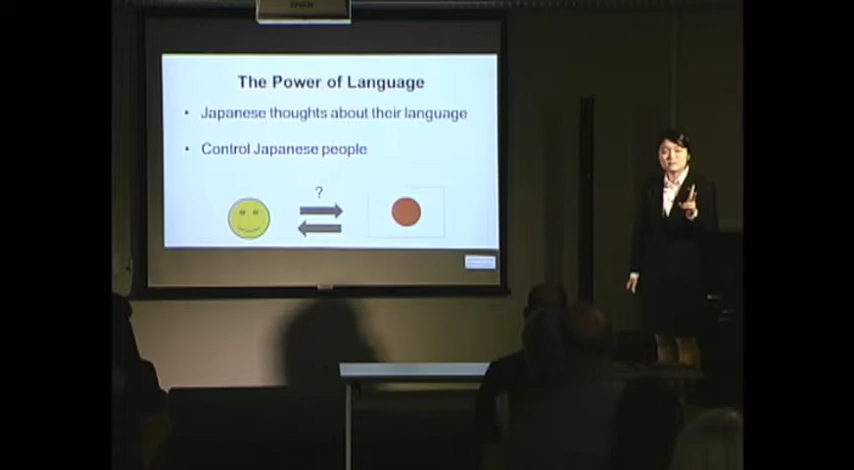 The Power of Language
• Japanese thoughts about their language
• Control Japanese people
?